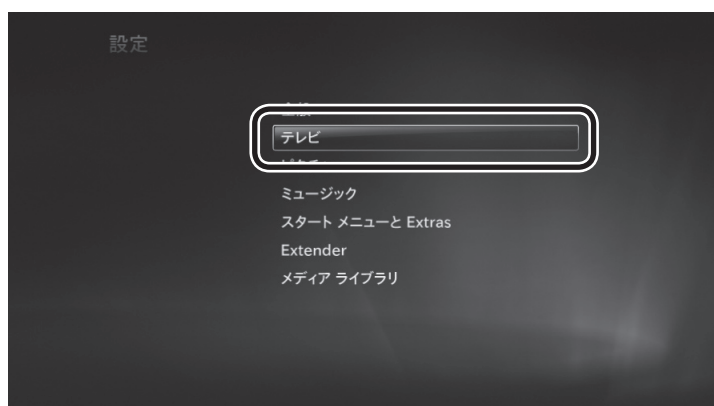 設定
テレビ
ミュージック
スタート メニューと Extras
Extender
メディア ライブラリ